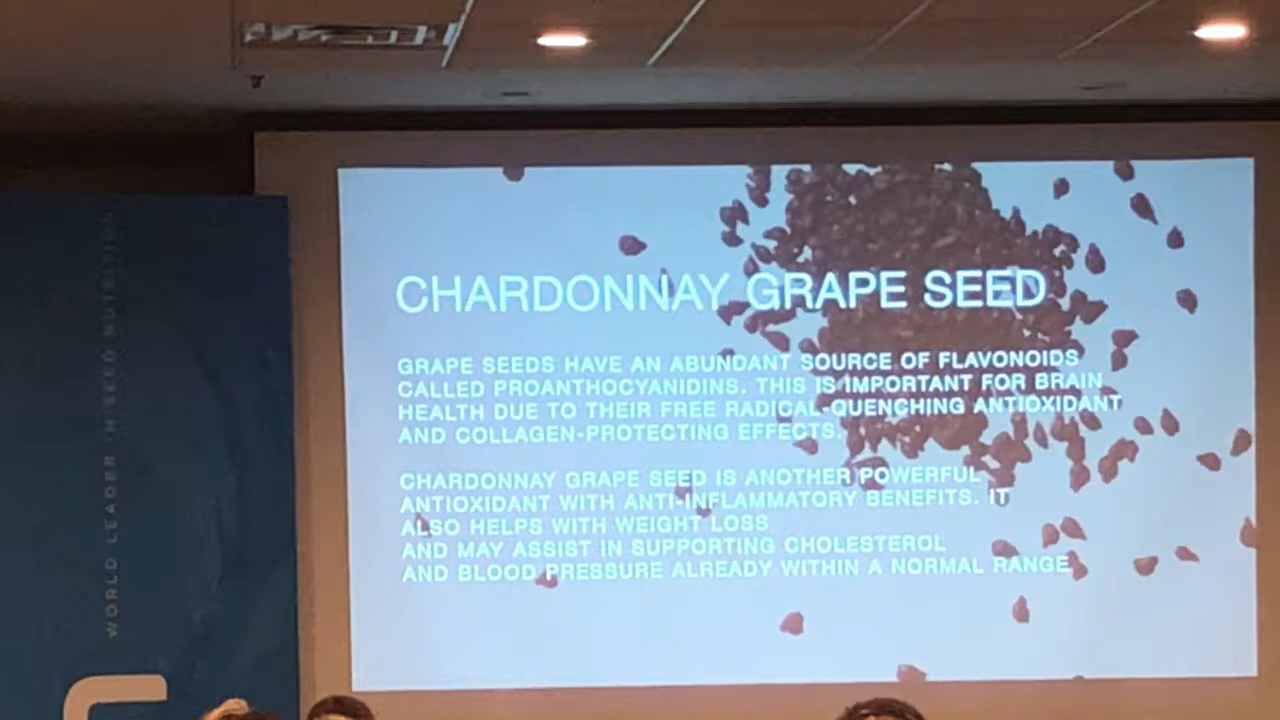 WORLD LEADER IN SEED NUTRITION
CHARDONNAY GRAPE SEED
GRAPE SEEDS HAVE AN ABUNDANT SOURCE OF FLAVONOIDS
CALLED PROANTHOCYANIDINS. THIS IS IMPORTANT FOR BRAIN
HEALTH DUE TO THEIR FREE RADICAL-QUENCHING ANTIOXIDANT
AND COLLAGEN-PROTECTING EFFECTS.
CHARDONNAY GRAPE SEED IS ANOTHER POWERFUL
ANTIOXIDANT WITH ANTI-INFLAMMATORY BENEFITS. IT
ALSO HELPS WITH WEIGHT LOSS
AND MAY ASSIST IN SUPPORTING CHOLESTEROL
AND BLOOD PRESSURE ALREADY WITHIN A NORMAL RANGE